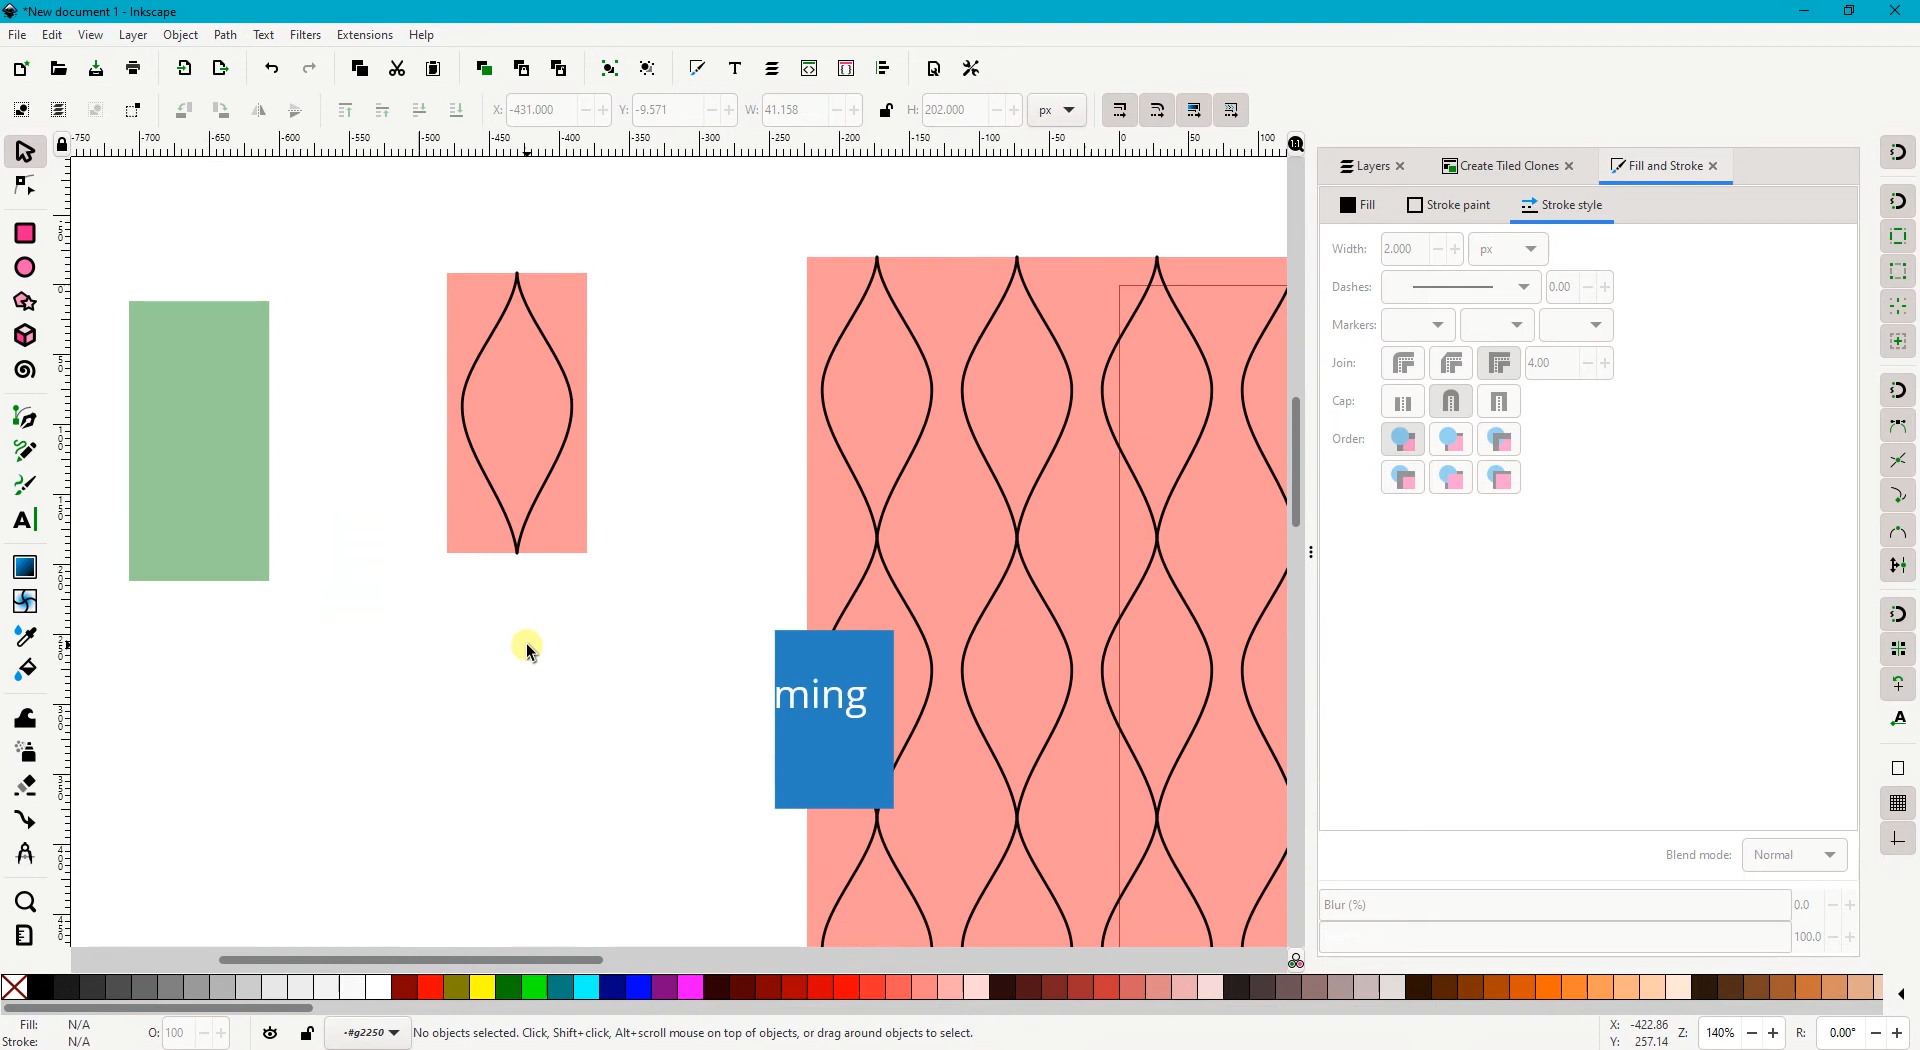 *New document 1 - Inkscape
File Edit View Layer Object Path Text Filters Extensions Help
X: -431.000 Y: -9.571 W: 41.158 H: 202.000 px
-750 -700 -650 -600 -550 -500 -450 -400 -350 -300 -250 -200 -150 -100 -50 0 50 100
1:1
Layers Create Tiled Clones Fill and Stroke
Fill Stroke paint Stroke style
Width: 2.000 px
Dashes: 0.00
Markers:
Join: 4.00
Cap:
Order:
ming
Blend mode: Normal
Blur (%) 0.0
100.0
Fill: N/A
Stroke: N/A
O: 100
-#g2250
No objects selected. Click, Shift+click, Alt+scroll mouse on top of objects, or drag around objects to select.
X: -422.86
Y: 257.14
Z: 140% R: 0.00°